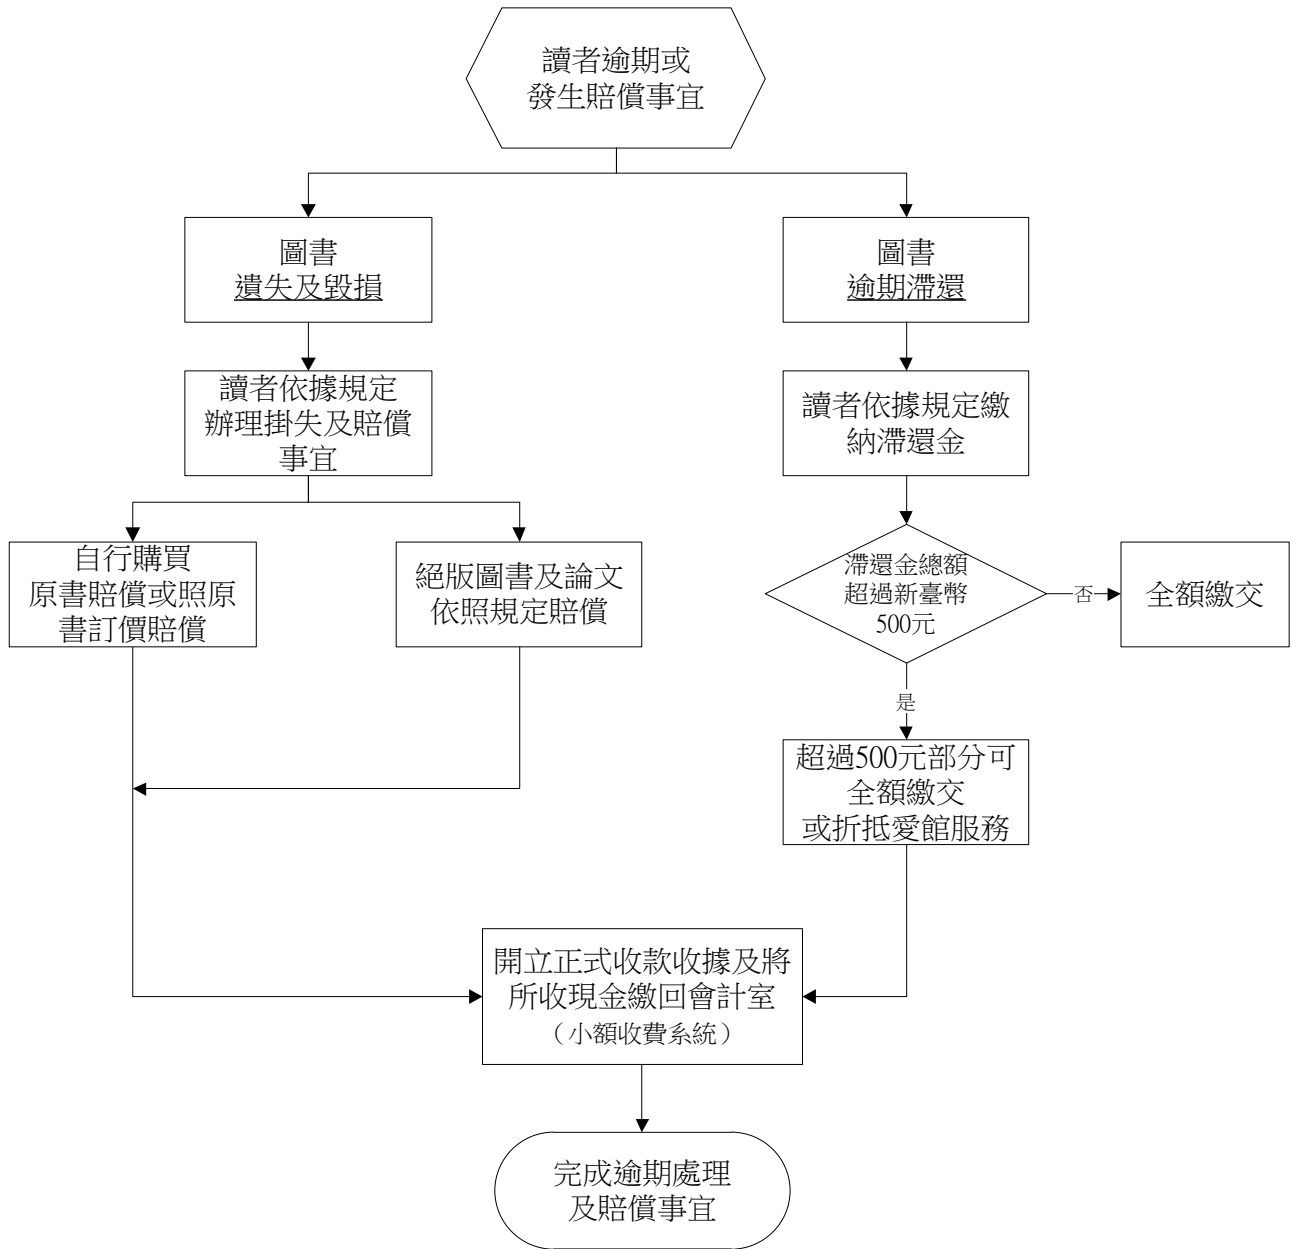 讀者逾期或
發生賠償事宜
圖書
遺失及毀損
圖書
逾期滯還
讀者依據規定
辦理掛失及賠償
事宜
讀者依據規定繳
納滯還金
自行購買
原書賠償或照原
書訂價賠償
絕版圖書及論文
依照規定賠償
滯還金總額
超過新臺幣
500元
否
全額繳交
是
超過500元部分可
全額繳交
或折抵愛館服務
開立正式收款收據及將
所收現金繳回會計室
（小額收費系統）
完成逾期處理
及賠償事宜